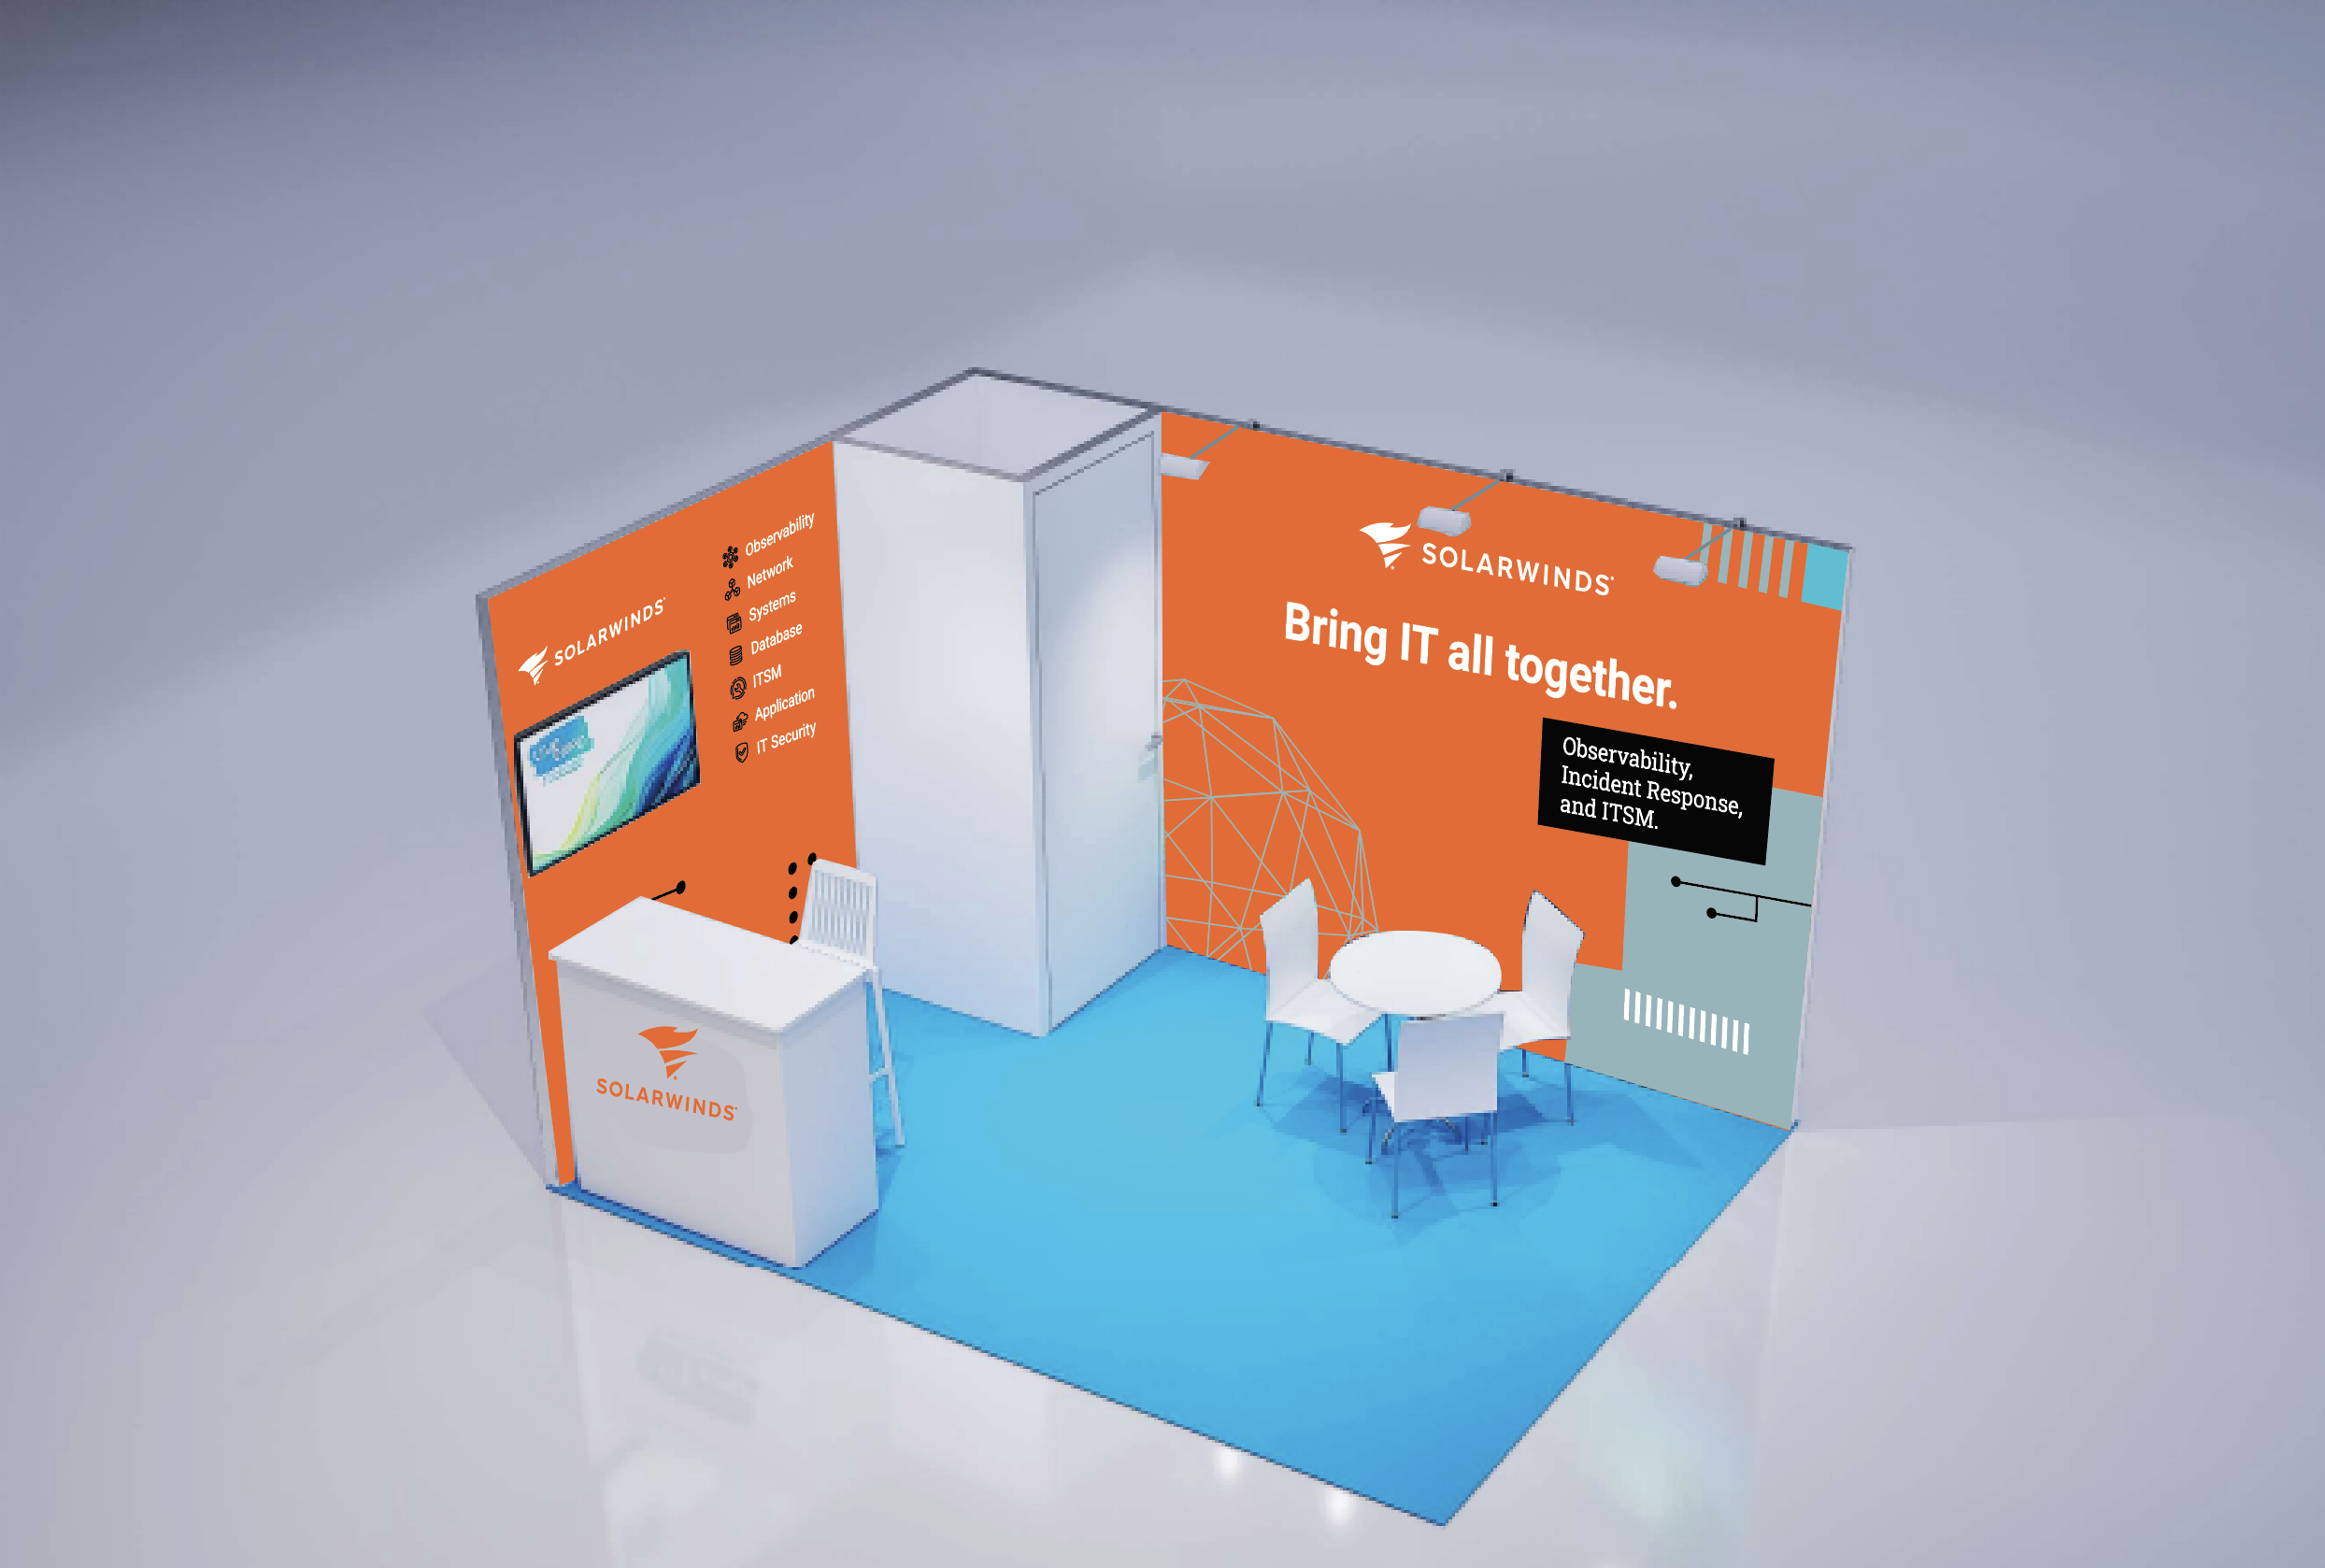 SOLARWINDS
Observability
Network
Systems
Database
ITSM
Application
IT Security
SOLARWINDS
SOLARWINDS
Bring IT all together.
Observability,
Incident Response,
and ITSM.